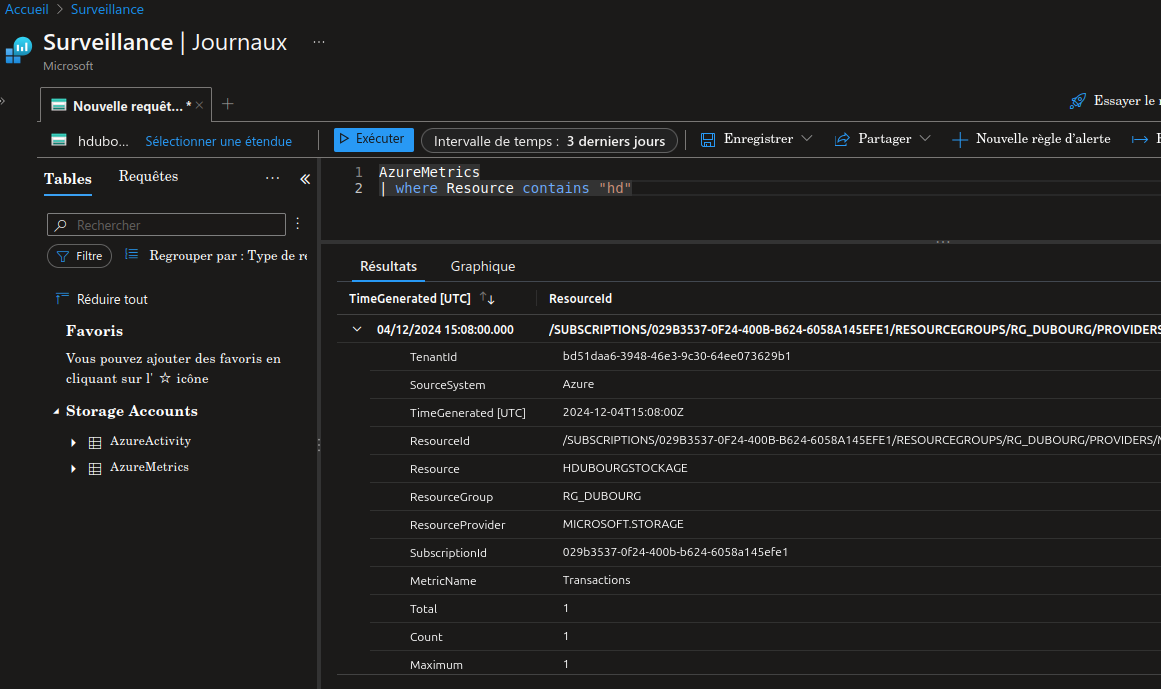 Accueil > Surveillance
Surveillance | Journaux ...
Microsoft
Nouvelle requêt... *
Essayer le
hdubo... Sélectionner une étendue
Exécuter
Intervalle de temps : 3 derniers jours
Enregistrer
Partager
Nouvelle règle d’alerte
Tables
Requêtes
...
1 AzureMetrics
2 | where Resource contains "hd"
Rechercher
Filtre
Regrouper par : Type de re
Réduire tout
Favoris
Vous pouvez ajouter des favoris en
cliquant sur l' ☆ icône
Storage Accounts
AzureActivity
AzureMetrics
Résultats
Graphique
TimeGenerated [UTC] ResourceId
04/12/2024 15:08:00.000 /SUBSCRIPTIONS/029B3537-0F24-400B-B624-6058A145EFE1/RESOURCEGROUPS/RG_DUBOURG/PROVIDERS
TenantId bd51daa6-3948-46e3-9c30-64ee073629b1
SourceSystem Azure
TimeGenerated [UTC] 2024-12-04T15:08:00Z
ResourceId /SUBSCRIPTIONS/029B3537-0F24-400B-B624-6058A145EFE1/RESOURCEGROUPS/RG_DUBOURG/PROVIDERS/
Resource HDUBOURGSTOCKAGE
ResourceGroup RG_DUBOURG
ResourceProvider MICROSOFT.STORAGE
SubscriptionId 029b3537-0f24-400b-b624-6058a145efe1
MetricName Transactions
Total 1
Count 1
Maximum 1